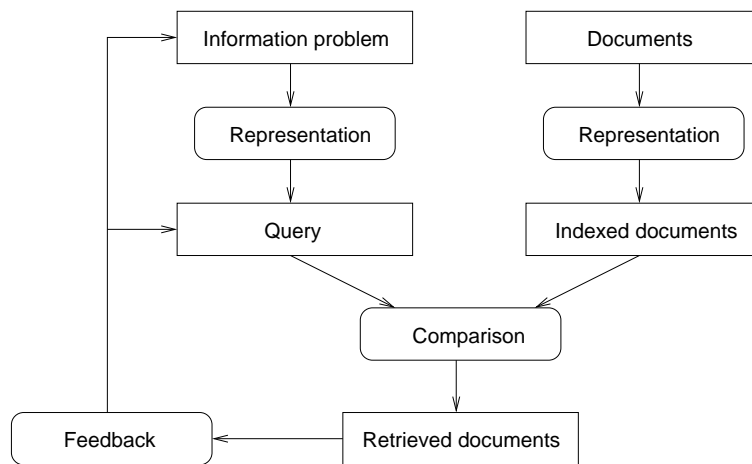 Information problem
Documents
Representation
Representation
Query
Indexed documents
Comparison
Feedback
Retrieved documents